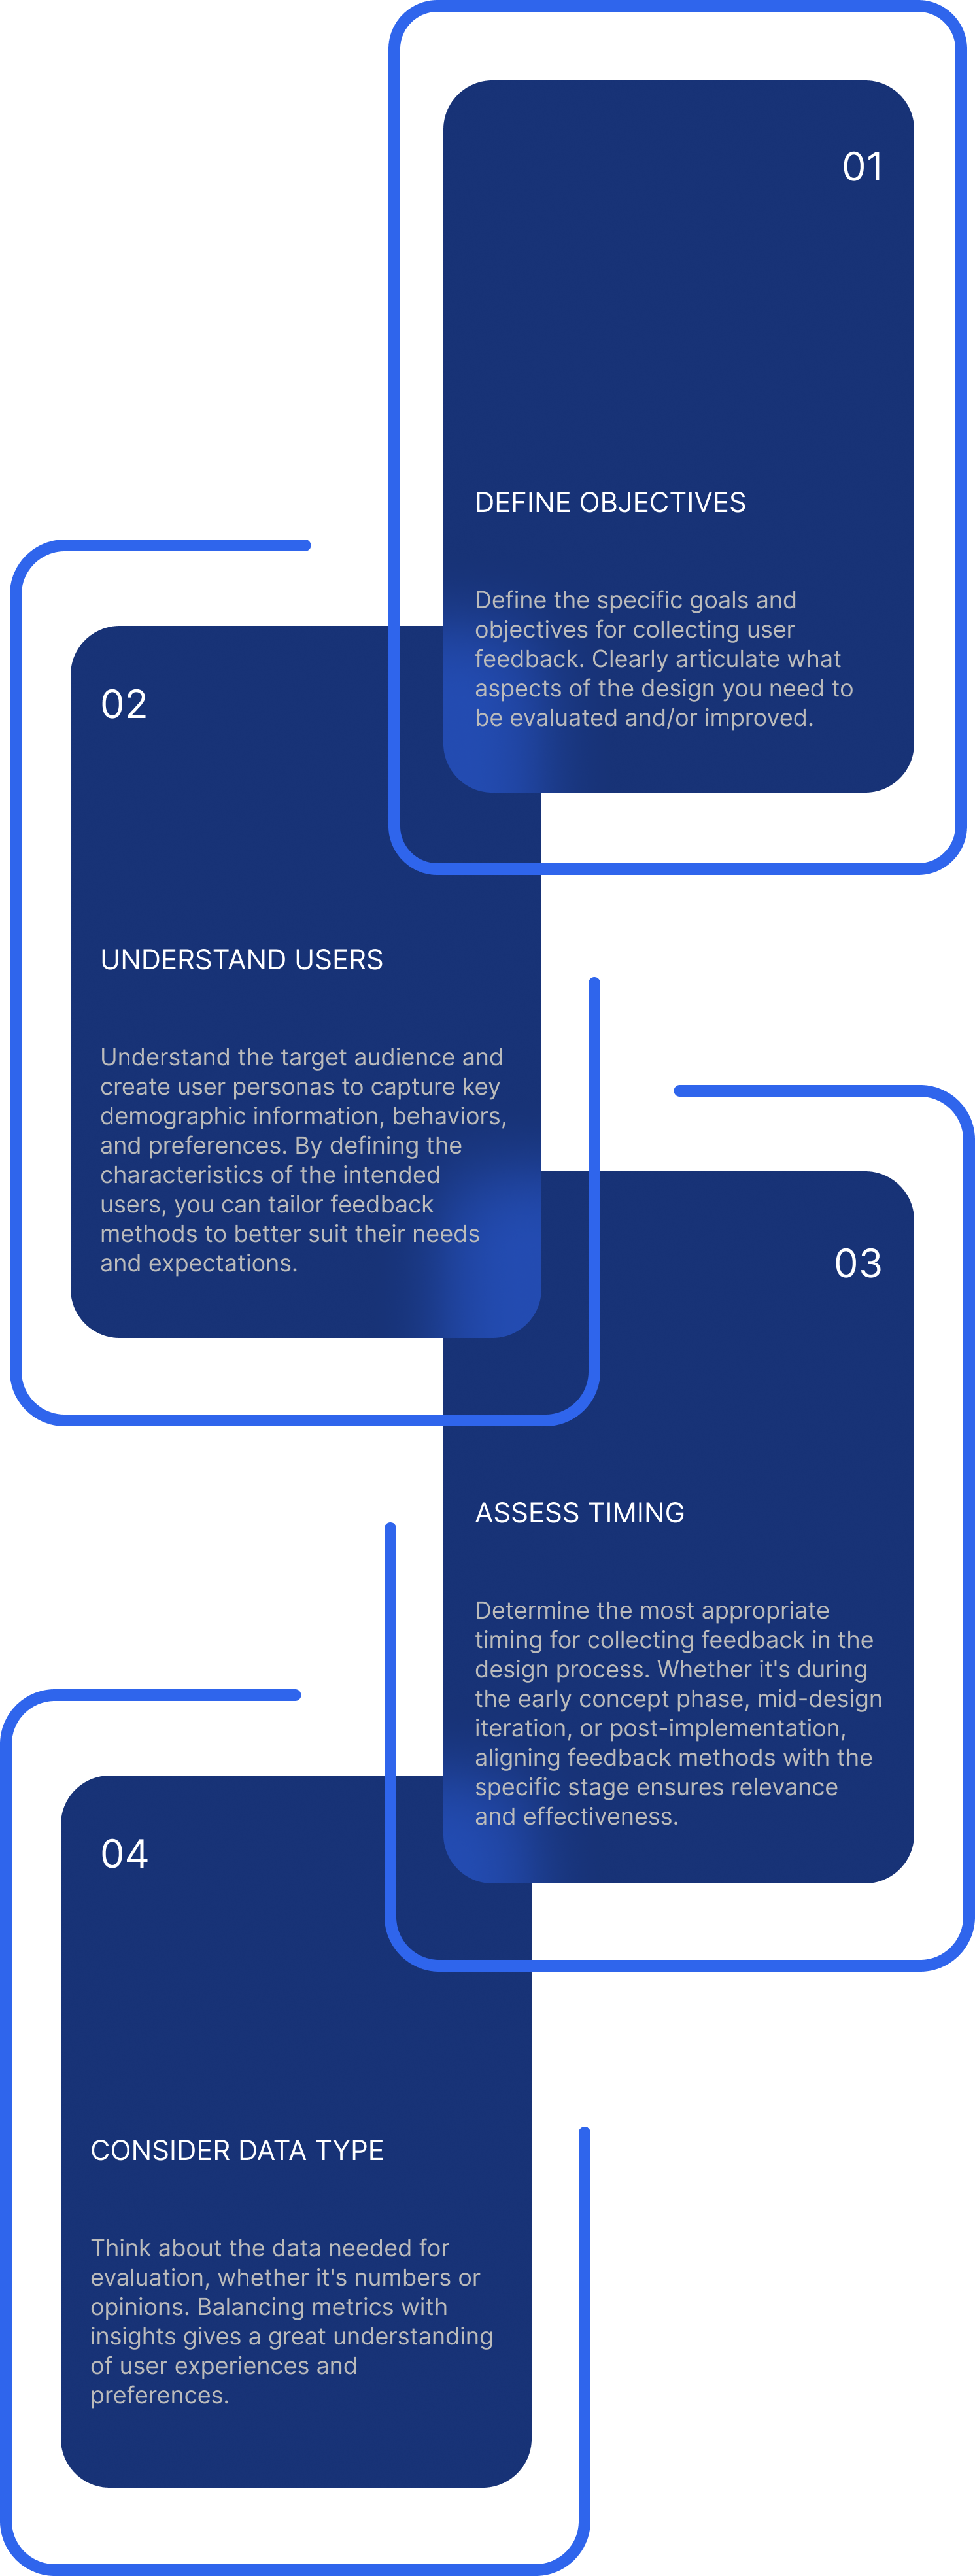 01
DEFINE OBJECTIVES
Define the specific goals and
objectives for collecting user
feedback. Clearly articulate what
aspects of the design you need to
be evaluated and/or improved.
02
UNDERSTAND USERS
Understand the target audience and
create user personas to capture key
demographic information, behaviors,
and preferences. By defining the
characteristics of the intended
users, you can tailor feedback
methods to better suit their needs
and expectations.
03
ASSESS TIMING
Determine the most appropriate
timing for collecting feedback in the
design process. Whether it's during
the early concept phase, mid-design
iteration, or post-implementation,
aligning feedback methods with the
specific stage ensures relevance
and effectiveness.
04
CONSIDER DATA TYPE
Think about the data needed for
evaluation, whether it's numbers or
opinions. Balancing metrics with
insights gives a great understanding
of user experiences and
preferences.